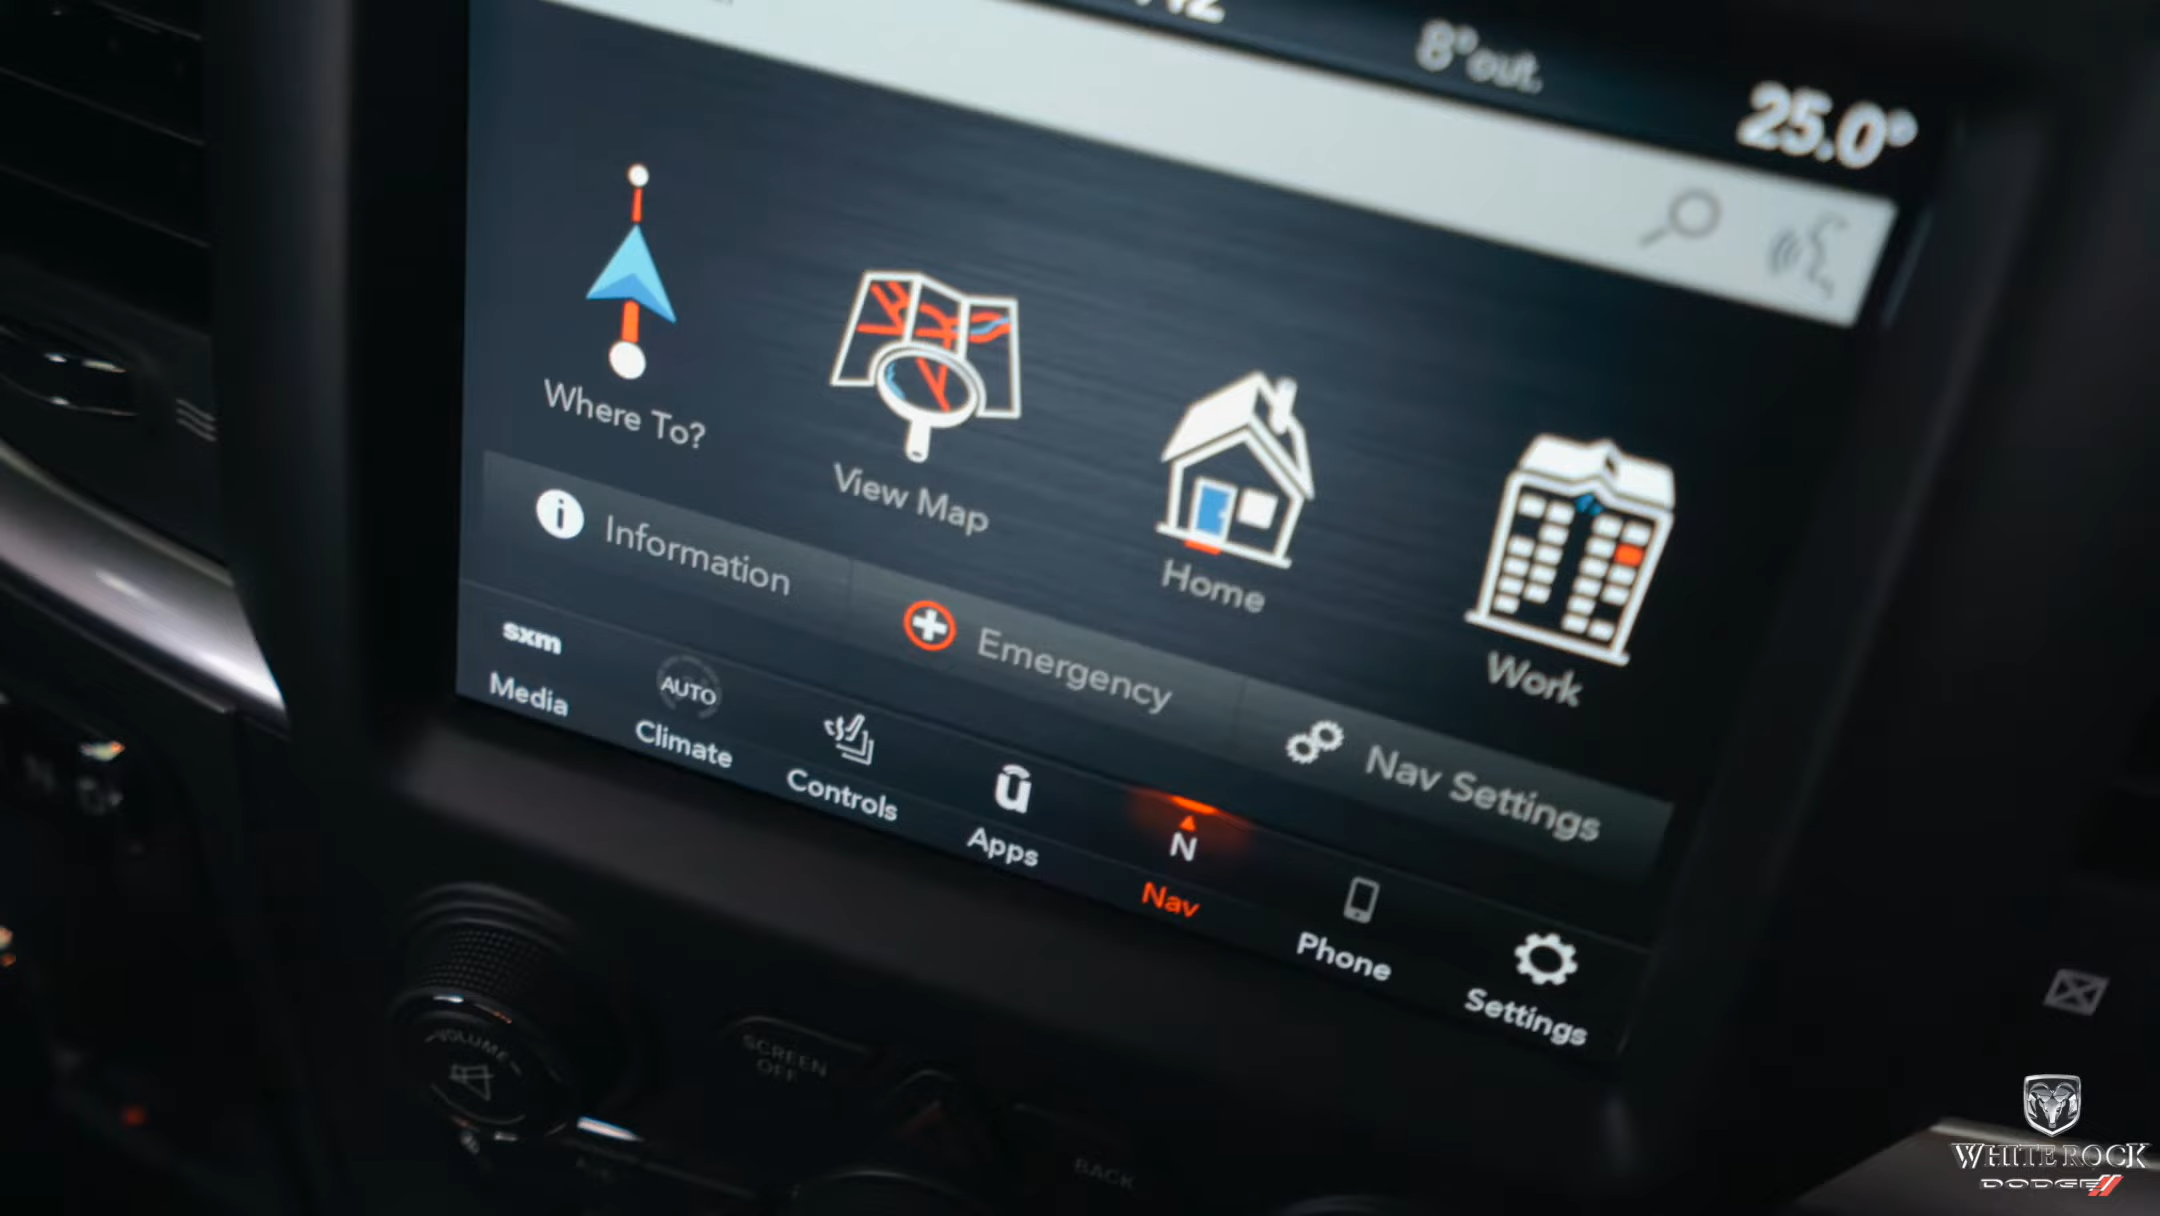 8°out.
25.0°
Where To?
View Map
Home
Work
Information
Emergency
Nav Settings
sxm
Media
AUTO
Climate
Controls
Apps
N
Nav
Phone
Settings
VOLUME
SCREEN
OFF
BACK
WHITE ROCK
DODGE